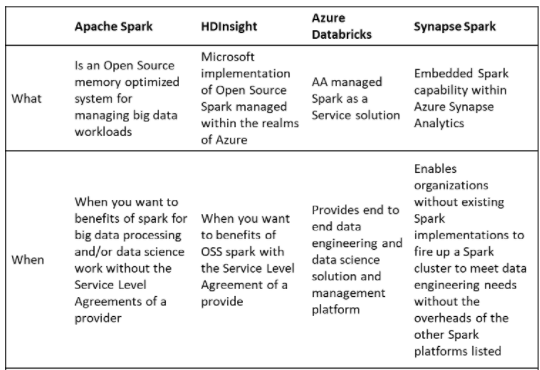 Apache Spark
HDInsight
Azure
Databricks
Synapse Spark
What
Is an Open Source
memory optimized
system for
managing big data
workloads
Microsoft
implementation
of Open Source
Spark managed
within the realms
of Azure
AA managed
Spark as a
Service solution
Embedded Spark
capability within
Azure Synapse
Analytics
When
When you want to
benefits of spark for
big data processing
and/or data science
work without the
Service Level
Agreements of a
provider
When you want
to benefits of
OSS spark with
the Service Level
Agreement of a
provide
Provides end to
end data
engineering and
data science
solution and
management
platform
Enables
organizations
without existing
Spark
implementations to
fire up a Spark
cluster to meet data
engineering needs
without the
overheads of the
other Spark
platforms listed